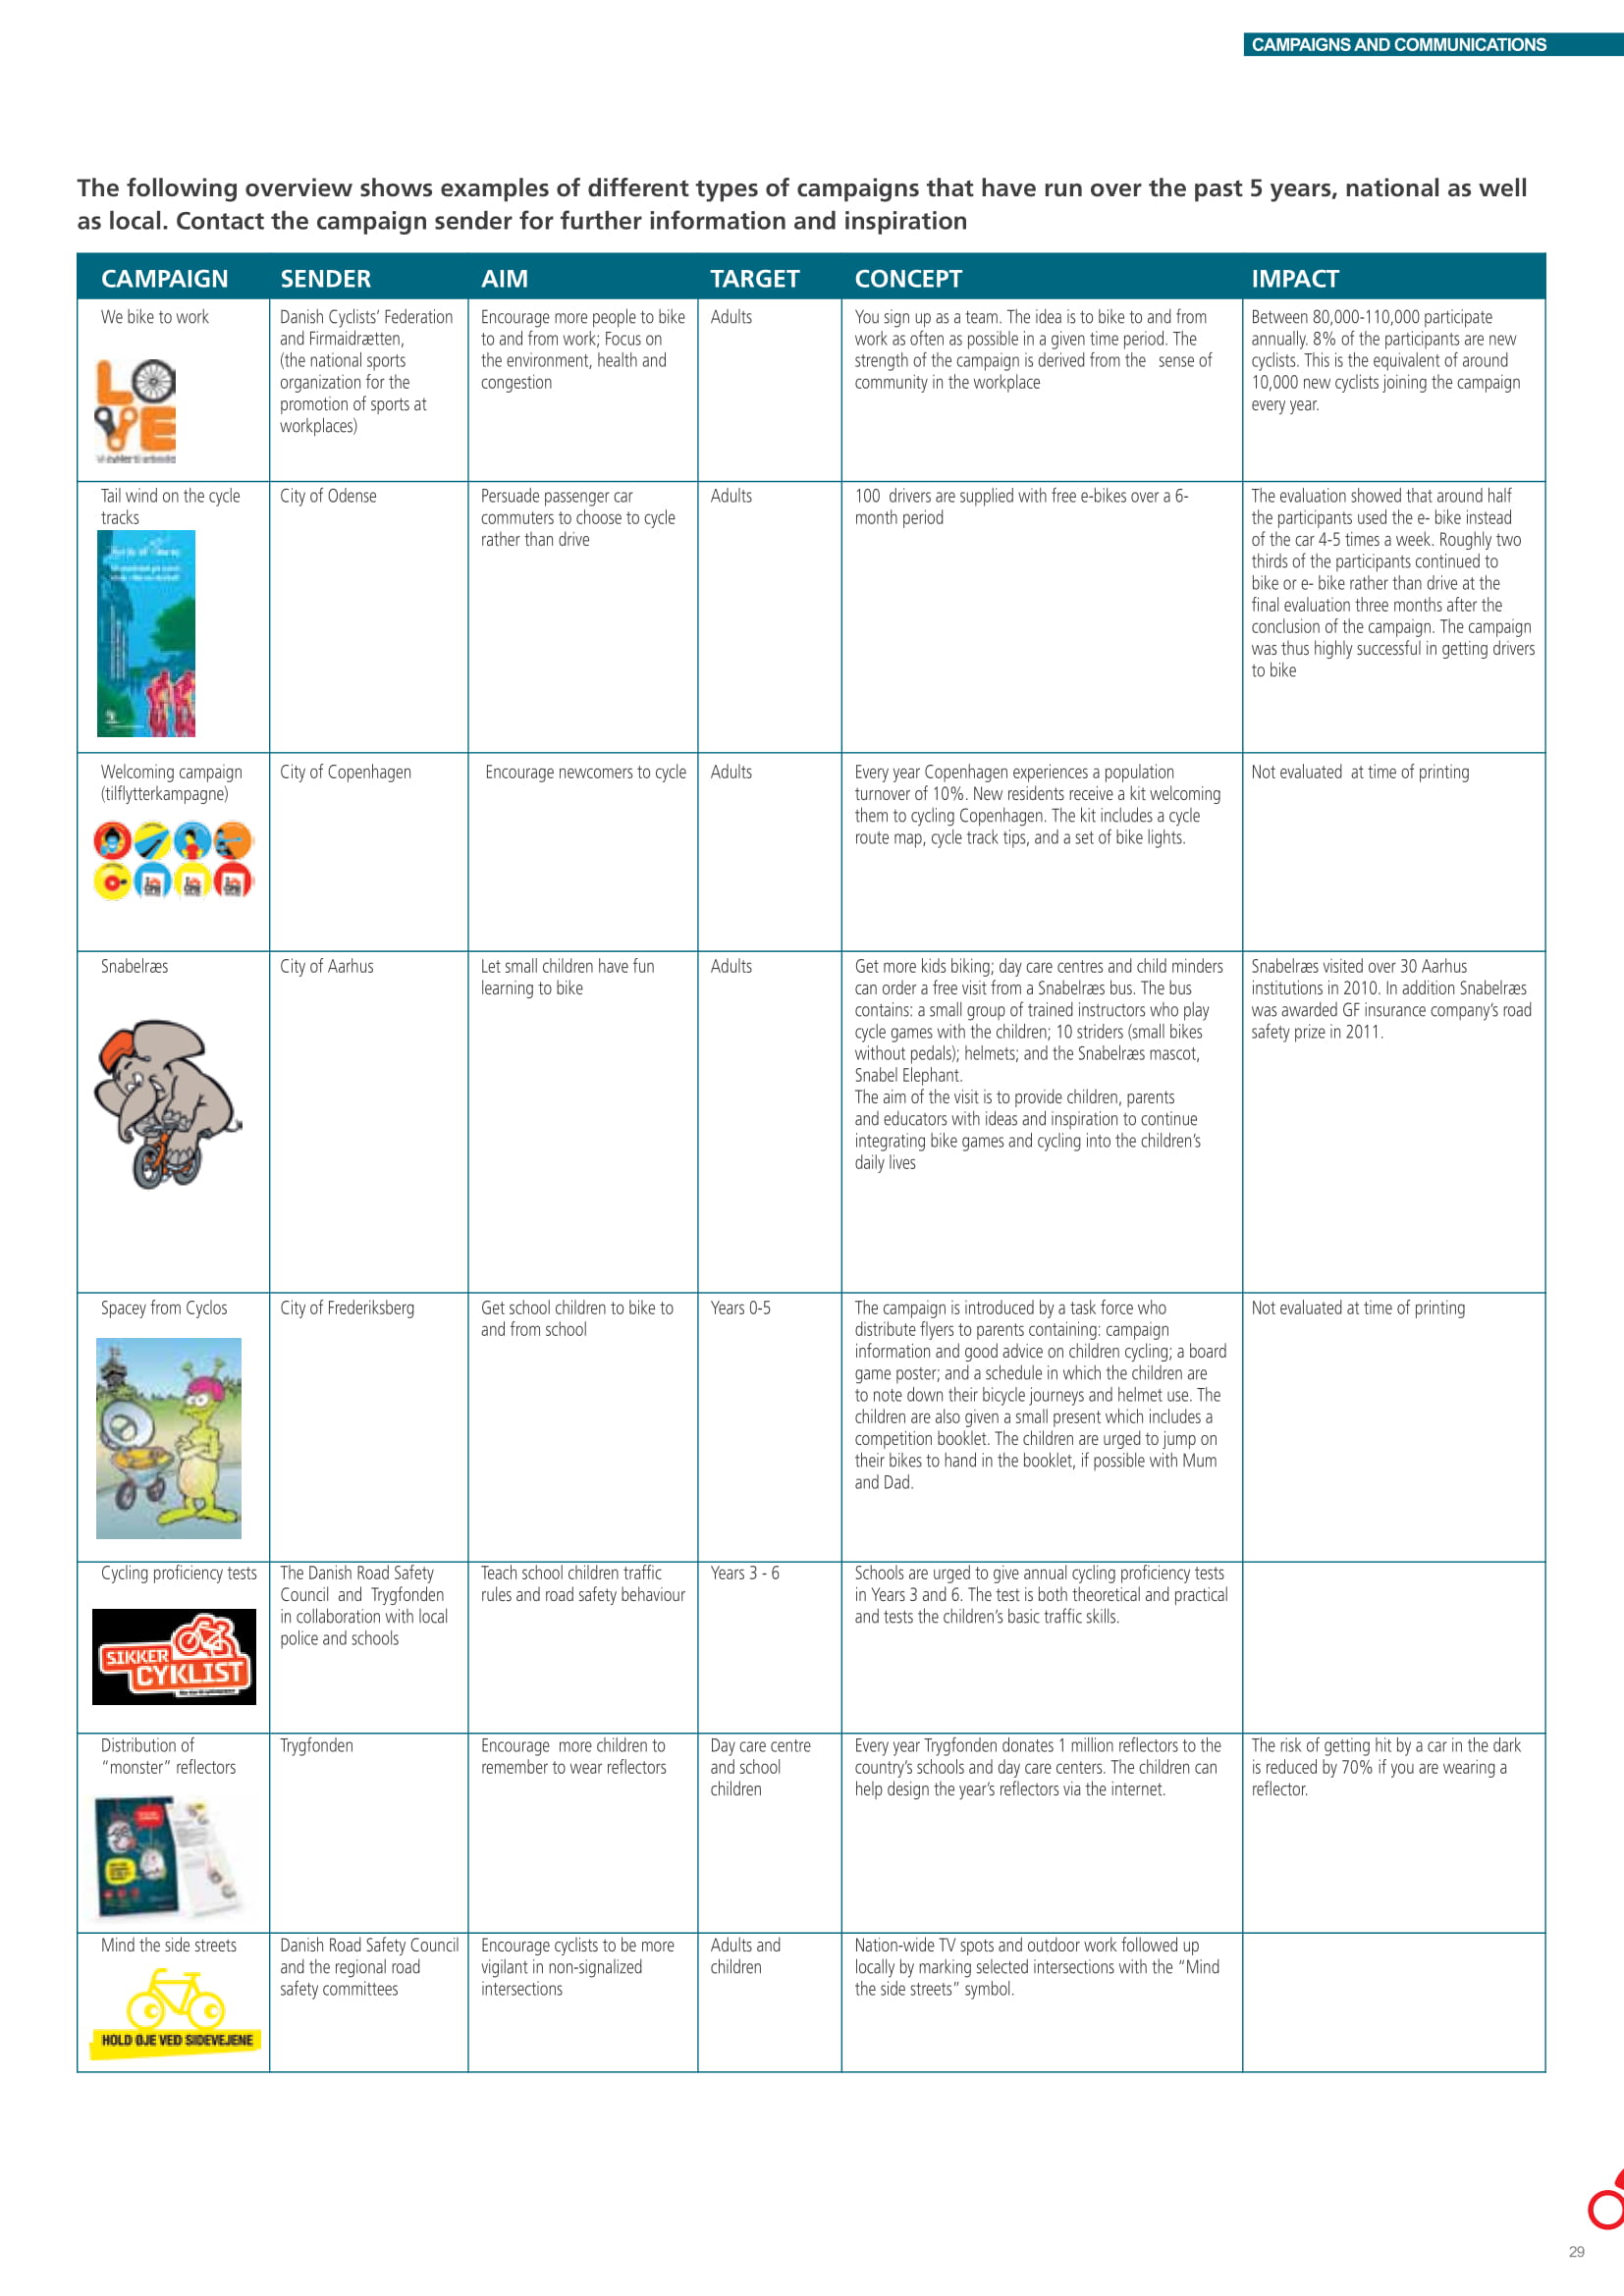 CAMPAIGNS AND COMMUNICATIONS
The following overview shows examples of different types of campaigns that have run over the past 5 years, national as well
as local. Contact the campaign sender for further information and inspiration
CAMPAIGN SENDER AIM TARGET CONCEPT IMPACT
We bike to work
LOVE
Danish Cyclists' Federation
and Firmaidrætten,
(the national sports
organization for the
promotion of sports at
workplaces)
Encourage more people to bike
to and from work; Focus on
the environment, health and
congestion
Adults
You sign up as a team. The idea is to bike to and from
work as often as possible in a given time period. The
strength of the campaign is derived from the sense of
community in the workplace
Between 80,000-110,000 participate
annually. 8% of the participants are new
cyclists. This is the equivalent of around
10,000 new cyclists joining the campaign
every year.
Tail wind on the cycle
tracks
City of Odense
Persuade passenger car
commuters to choose to cycle
rather than drive
Adults
100 drivers are supplied with free e-bikes over a 6-
month period
The evaluation showed that around half
the participants used the e- bike instead
of the car 4-5 times a week. Roughly two
thirds of the participants continued to
bike or e- bike rather than drive at the
final evaluation three months after the
conclusion of the campaign. The campaign
was thus highly successful in getting drivers
to bike
Welcoming campaign
(tilflytterkampagne)
City of Copenhagen
Encourage newcomers to cycle
Adults
Every year Copenhagen experiences a population
turnover of 10%. New residents receive a kit welcoming
them to cycling Copenhagen. The kit includes a cycle
route map, cycle track tips, and a set of bike lights.
Not evaluated at time of printing
Snabelræs
City of Aarhus
Let small children have fun
learning to bike
Adults
Get more kids biking; day care centres and child minders
can order a free visit from a Snabelræs bus. The bus
contains: a small group of trained instructors who play
cycle games with the children; 10 striders (small bikes
without pedals); helmets; and the Snabelræs mascot,
Snabel Elephant.
The aim of the visit is to provide children, parents
and educators with ideas and inspiration to continue
integrating bike games and cycling into the children's
daily lives
Snabelræs visited over 30 Aarhus
institutions in 2010. In addition Snabelræs
was awarded GF insurance company's road
safety prize in 2011.
Spacey from Cyclos
City of Frederiksberg
Get school children to bike to
and from school
Years 0-5
The campaign is introduced by a task force who
distribute flyers to parents containing: campaign
information and good advice on children cycling; a board
game poster; and a schedule in which the children are
to note down their bicycle journeys and helmet use. The
children are also given a small present which includes a
competition booklet. The children are urged to jump on
their bikes to hand in the booklet, if possible with Mum
and Dad.
Not evaluated at time of printing
Cycling proficiency tests
SIKKER
CYKLIST
The Danish Road Safety
Council and Trygfonden
in collaboration with local
police and schools
Teach school children traffic
rules and road safety behaviour
Years 3 - 6
Schools are urged to give annual cycling proficiency tests
in Years 3 and 6. The test is both theoretical and practical
and tests the children's basic traffic skills.
Distribution of
“monster” reflectors
Trygfonden
Encourage more children to
remember to wear reflectors
Day care centre
and school
children
Every year Trygfonden donates 1 million reflectors to the
country's schools and day care centers. The children can
help design the year's reflectors via the internet.
The risk of getting hit by a car in the dark
is reduced by 70% if you are wearing a
reflector.
Mind the side streets
HOLD ØJE VED SIDEVEJENE
Danish Road Safety Council
and the regional road
safety committees
Encourage cyclists to be more
vigilant in non-signalized
intersections
Adults and
children
Nation-wide TV spots and outdoor work followed up
locally by marking selected intersections with the “Mind
the side streets” symbol.
29